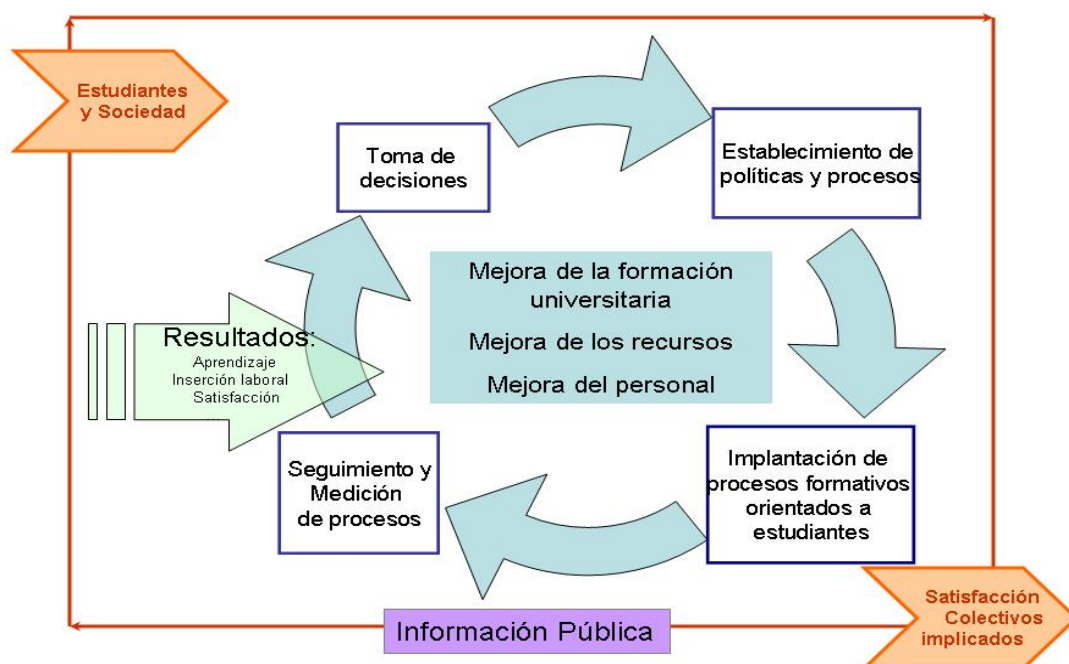 Estudiantes
y Sociedad
Toma de
decisiones
Establecimiento de
políticas y procesos
Mejora de la formación
universitaria
Mejora de los recursos
Mejora del personal
Resultados:
Aprendizaje
Inserción laboral
Satisfacción
Seguimiento y
Medición
de procesos
Implantación de
procesos formativos
orientados a
estudiantes
Información Pública
Satisfacción
Colectivos
implicados